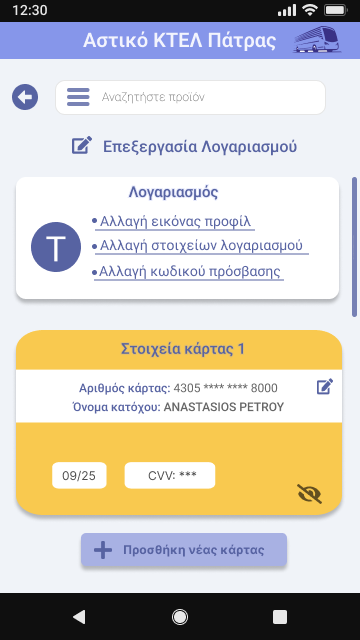 12:30
Αστικό ΚΤΕΛ Πάτρας
Αναζητήστε προϊόν
Επεξεργασία Λογαριασμού
Λογαριασμός
T
• Αλλαγή εικόνας προφίλ
• Αλλαγή στοιχείων λογαριασμού
• Αλλαγή κωδικού πρόσβασης
Στοιχεία κάρτας 1
Αριθμός κάρτας: 4305 **** **** 8000
Όνομα κατόχου: ANASTASIOS PETROY
09/25
CVV: ***
Προσθήκη νέας κάρτας